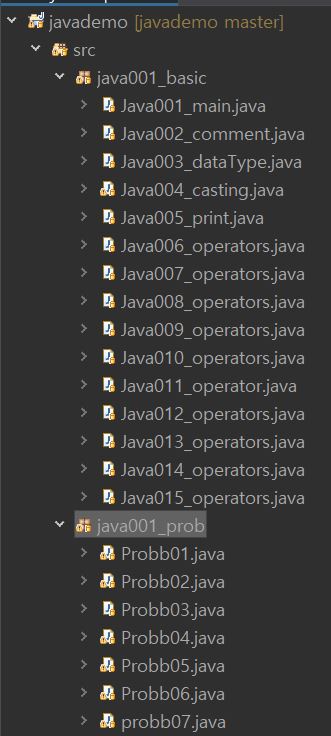 javademo [javademo master]
src
java001_basic
Java001_main.java
Java002_comment.java
Java003_dataType.java
Java004_casting.java
Java005_print.java
Java006_operators.java
Java007_operators.java
Java008_operators.java
Java009_operators.java
Java010_operators.java
Java011_operator.java
Java012_operators.java
Java013_operators.java
Java014_operators.java
Java015_operators.java
java001_prob
Probb01.java
Probb02.java
Probb03.java
Probb04.java
Probb05.java
Probb06.java
probb07.java